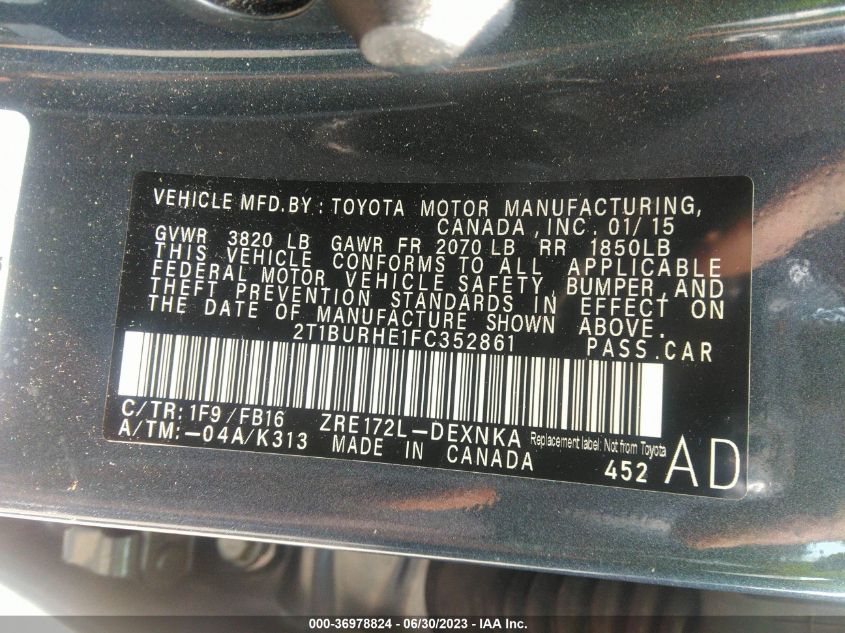 VEHICLE MFD.BY: TOYOTA MOTOR MANUFACTURING,
CANADA, INC. 01/15
GVWR 3820 LB GAWR FR 2070 LB RR 1850LB
THIS VEHICLE CONFORMS TO ALL APPLICABLE
FEDERAL MOTOR VEHICLE SAFETY, BUMPER AND
THEFT PREVENTION STANDARDS IN EFFECT ON
THE DATE OF MANUFACTURE SHOWN ABOVE.
2T1BURHE1FC352861 PASS.CAR
C/TR:1F9/FB16 ZRE172L-DEXNKA Replacement label: Not from Toyota
A/TM:-04A/K313 MADE IN CANADA 452 AD
000-36978824 - 06/30/2023 - IAA Inc.